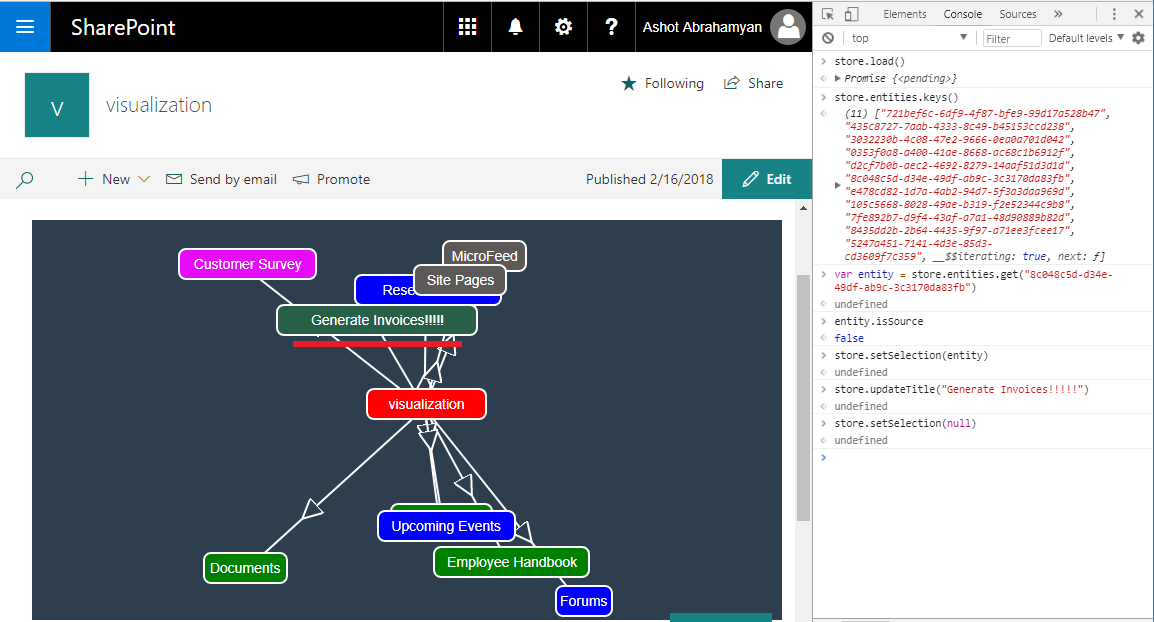 SharePoint
?
Ashot Abrahamyan
V
visualization
Following
Share
New
Send by email
Promote
Published 2/16/2018
Edit
Customer Survey
MicroFeed
Site Pages
Rese
Generate Invoices!!!!!
visualization
Upcoming Events
Employee Handbook
Documents
Forums
Elements
Console
Sources
top
Filter
Default levels
store.load()
Promise {<pending>}
store.entities.keys()
(11) ["721bef6c-6df9-4f87-bfe9-99d17a528b47",
"435c8727-7aab-4333-8c49-b45153ccd238",
"3032230b-4c08-47e2-9666-0ea0a701d042",
"0353f0a8-a400-41ae-8668-ac68c1b6912f",
"d2cf7b0b-aec2-4692-8279-14aaf51d3d1d",
"8c048c5d-d34e-49df-ab9c-3c3170da83fb",
"e478cd82-1d7a-4ab2-94d7-5f3a3daa969d",
"105c5668-8028-49ae-b319-f2e52344c9b8",
"7fe892b7-d9f4-43af-a7a1-48d90889b82d",
"8435dd2b-2b64-4435-9f97-a71ee3fcee17",
"5247a451-7141-4d3e-85d3-
cd3609f7c359", __$$iterating: true, next: f]
var entity = store.entities.get("8c048c5d-d34e-
49df-ab9c-3c3170da83fb")
undefined
entity.isSource
false
store.setSelection(entity)
undefined
store.updateTitle("Generate Invoices!!!!!")
undefined
store.setSelection(null)
undefined